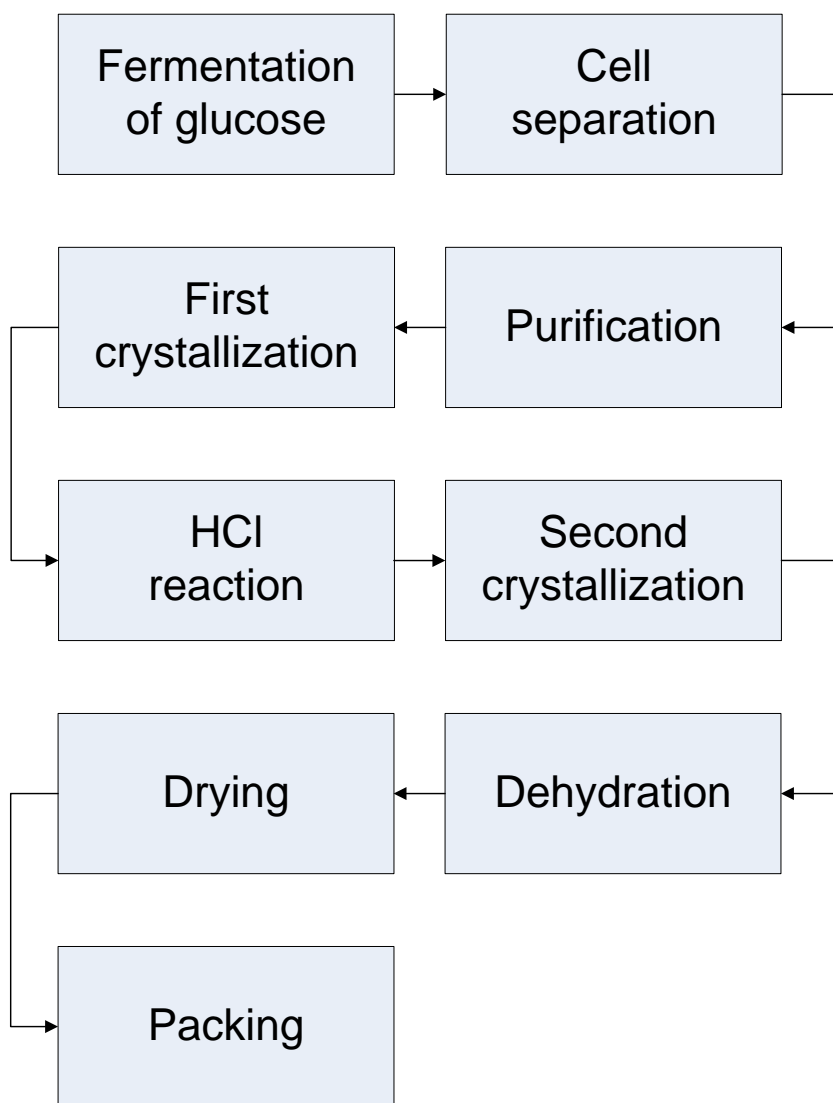 Fermentation
of glucose
Cell
separation
Purification
First
crystallization
HCl
reaction
Second
crystallization
Dehydration
Drying
Packing